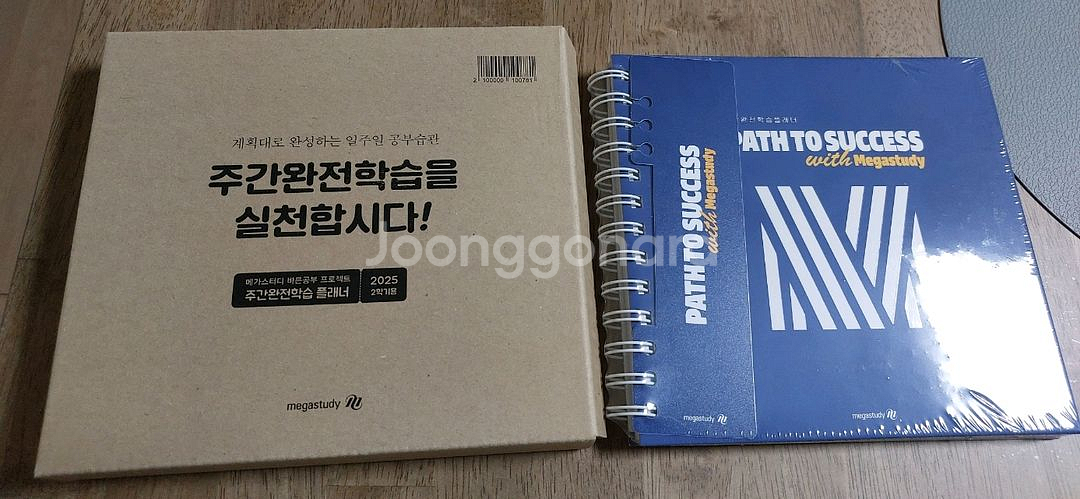 2 100000 100781
계획대로 완성하는 일주일 공부습관
주간완전학습을
실천합시다!
메가스터디 바른공부 프로젝트
주간완전학습 플래너
2025
2학기용
megastudy
PATH TO SUCCESS
with Megastudy
megastudy
완전학습플래너
PATH TO SUCCESS
with Megastudy
megastudy
Joonggonara